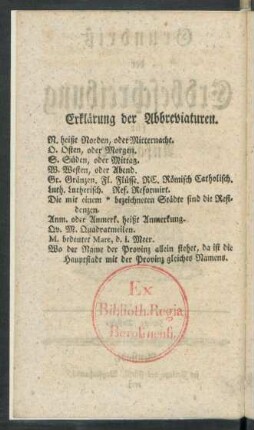 Erklärung der Abbreviaturen.
N. heißt Norden, oder Mitternacht.
O. Osten, oder Morgen.
S. Süden, oder Mittag.
W. Westen, oder Abend.
Gr. Gränzen, Fl. Flüsse, RC. Römisch Catholisch,
Luth. Lutherisch. Ref. Reformirt.
Die mit einem * bezeichneten Städte sind die Resi-
denzen.
Anm. oder Anmerk. heißt Anmerkung.
Qv. M. Quadratmeilen.
M. bedeutet Mare, d. i. Meer.
Wo der Name der Provinz allein stehet, da ist die
Hauptstadt mit der Provinz gleiches Namens.
Ex
Biblioth. Regia
Berolinensi.